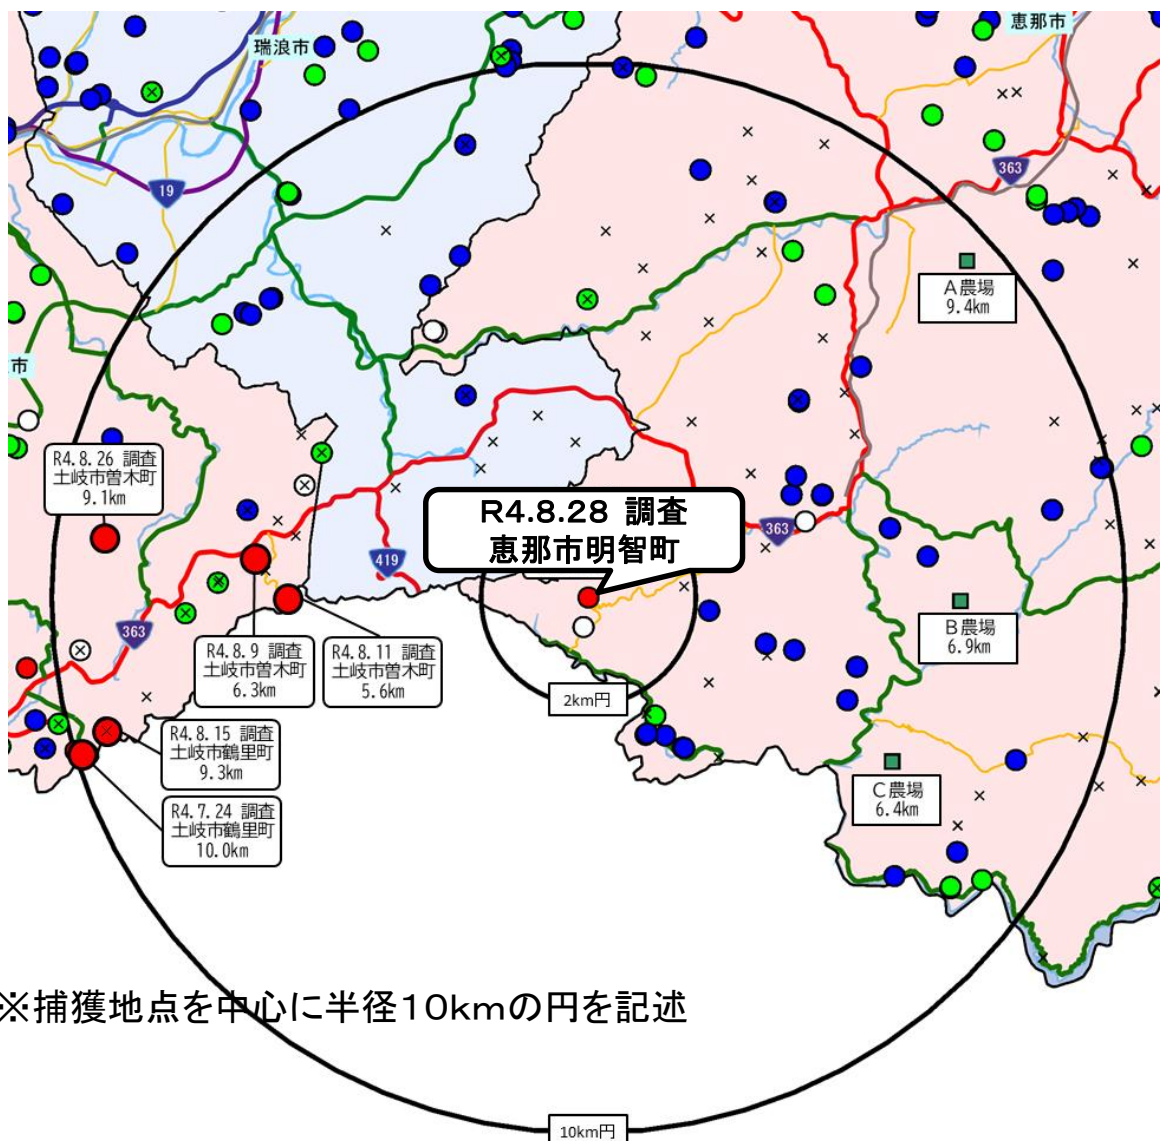 恵那市
瑞浪市
363
19
A農場
9.4km
市
R4.8.26 調査
土岐市曽木町
9.1km
R4.8.28 調査
恵那市明智町
363
419
B農場
6.9km
363
R4.8.9 調査
土岐市曽木町
6.3km
R4.8.11 調査
土岐市曽木町
5.6km
2km円
R4.8.15 調査
土岐市鶴里町
9.3km
C農場
6.4km
R4.7.24 調査
土岐市鶴里町
10.0km
※捕獲地点を中心に半径10kmの円を記述
10km円